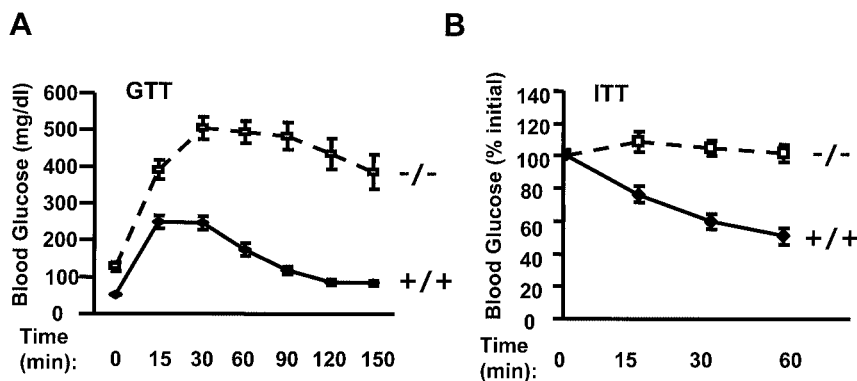 A
GTT
Blood Glucose (mg/dl)
600
500
400
300
200
100
0
-/-
+/+
Time
(min): 0 15 30 60 90 120 150
B
ITT
Blood Glucose (% initial)
140
120
100
80
60
40
20
0
-/-
+/+
Time
(min): 0 15 30 60